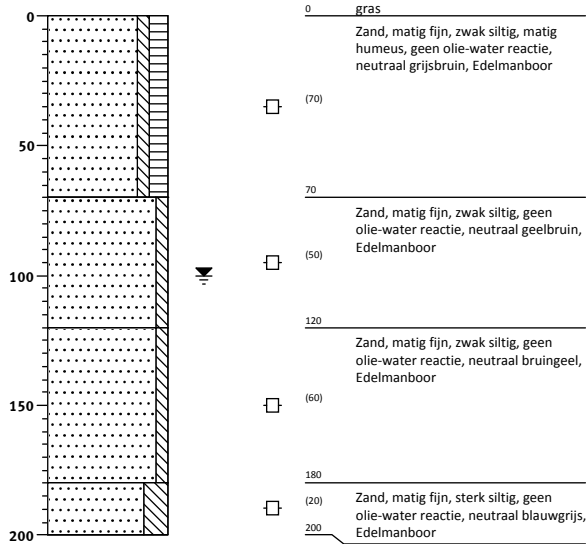 0
50
100
150
200
0 gras
Zand, matig fijn, zwak siltig, matig
humeus, geen olie-water reactie,
neutraal grijsbruin, Edelmanboor
(70)
70
Zand, matig fijn, zwak siltig, geen
olie-water reactie, neutraal geelbruin,
Edelmanboor
(50)
120
Zand, matig fijn, zwak siltig, geen
olie-water reactie, neutraal bruingeel,
Edelmanboor
(60)
180
(20) Zand, matig fijn, sterk siltig, geen
olie-water reactie, neutraal blauwgrijs,
200 Edelmanboor